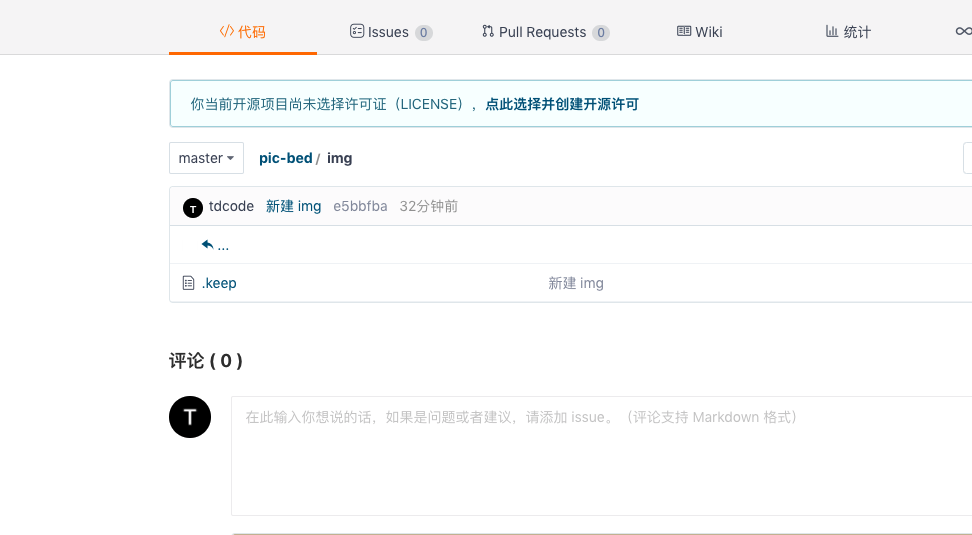 代码 Issues 0 Pull Requests 0 Wiki 统计
你当前开源项目尚未选择许可证（LICENSE），点此选择并创建开源许可
master pic-bed / img
T tdcode 新建 img e5bbfba 32分钟前
...
.keep 新建 img
评论 ( 0 )
T 在此输入你想说的话，如果是问题或者建议，请添加 issue。（评论支持 Markdown 格式）